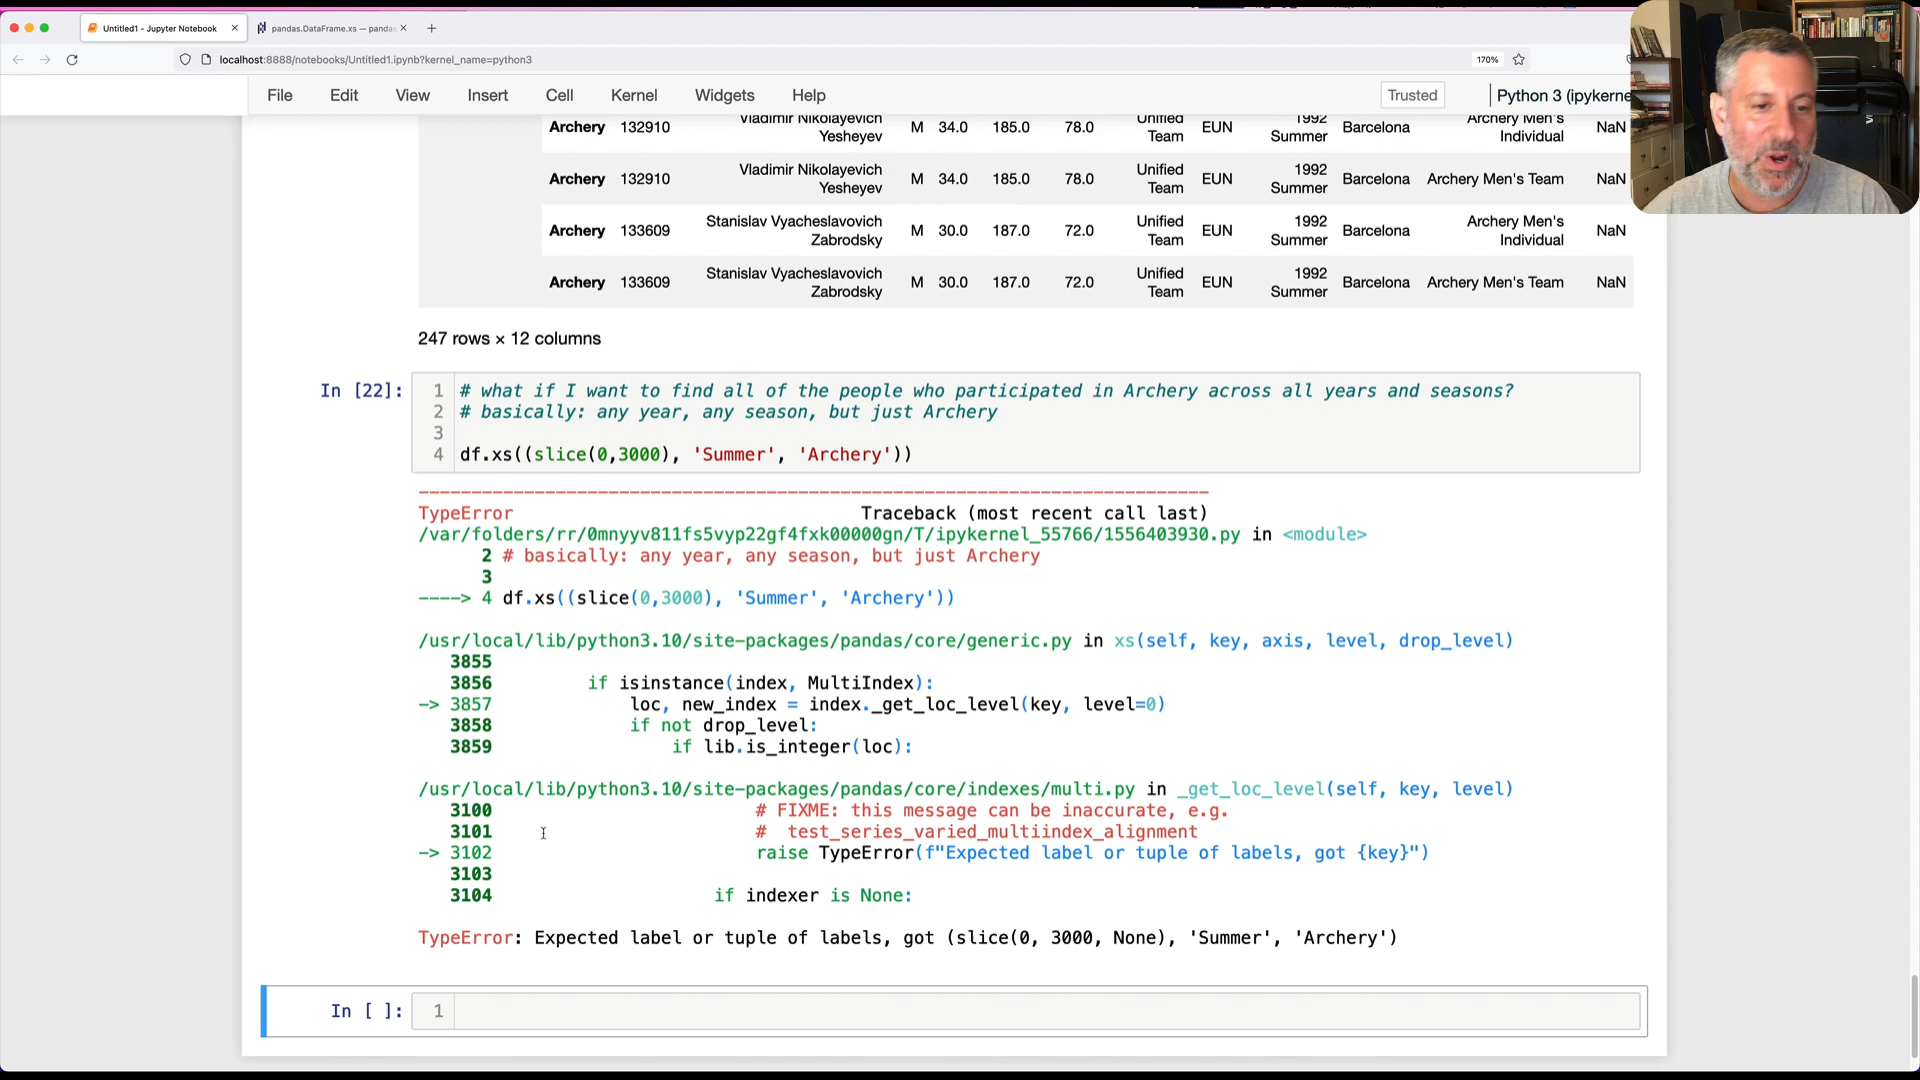 Untitled1 - Jupyter Notebook
pandas.DataFrame.xs — pandas
localhost:8888/notebooks/Untitled1.ipynb?kernel_name=python3
170%
File Edit View Insert Cell Kernel Widgets Help
Trusted
Python 3 (ipykerne
Archery 132910 Vladimir Nikolayevich Yesheyev M 34.0 185.0 78.0 Unified Team EUN 1992 Summer Barcelona Archery Men's Individual NaN
Archery 132910 Vladimir Nikolayevich Yesheyev M 34.0 185.0 78.0 Unified Team EUN 1992 Summer Barcelona Archery Men's Team NaN
Archery 133609 Stanislav Vyacheslavovich Zabrodsky M 30.0 187.0 72.0 Unified Team EUN 1992 Summer Barcelona Archery Men's Individual NaN
Archery 133609 Stanislav Vyacheslavovich Zabrodsky M 30.0 187.0 72.0 Unified Team EUN 1992 Summer Barcelona Archery Men's Team NaN
247 rows × 12 columns
In [22]:
1 # what if I want to find all of the people who participated in Archery across all years and seasons?
2 # basically: any year, any season, but just Archery
3
4 df.xs((slice(0,3000), 'Summer', 'Archery'))
---------------------------------------------------------------------------
TypeError Traceback (most recent call last)
/var/folders/rr/0mnyyv811fs5vyp22gf4fxk00000gn/T/ipykernel_55766/1556403930.py in <module>
2 # basically: any year, any season, but just Archery
3
----> 4 df.xs((slice(0,3000), 'Summer', 'Archery'))
/usr/local/lib/python3.10/site-packages/pandas/core/generic.py in xs(self, key, axis, level, drop_level)
3855
3856 if isinstance(index, MultiIndex):
-> 3857 loc, new_index = index._get_loc_level(key, level=0)
3858 if not drop_level:
3859 if lib.is_integer(loc):
/usr/local/lib/python3.10/site-packages/pandas/core/indexes/multi.py in _get_loc_level(self, key, level)
3100 # FIXME: this message can be inaccurate, e.g.
3101 # test_series_varied_multiindex_alignment
-> 3102 raise TypeError(f"Expected label or tuple of labels, got {key}")
3103
3104 if indexer is None:
TypeError: Expected label or tuple of labels, got (slice(0, 3000, None), 'Summer', 'Archery')
In [ ]:
1